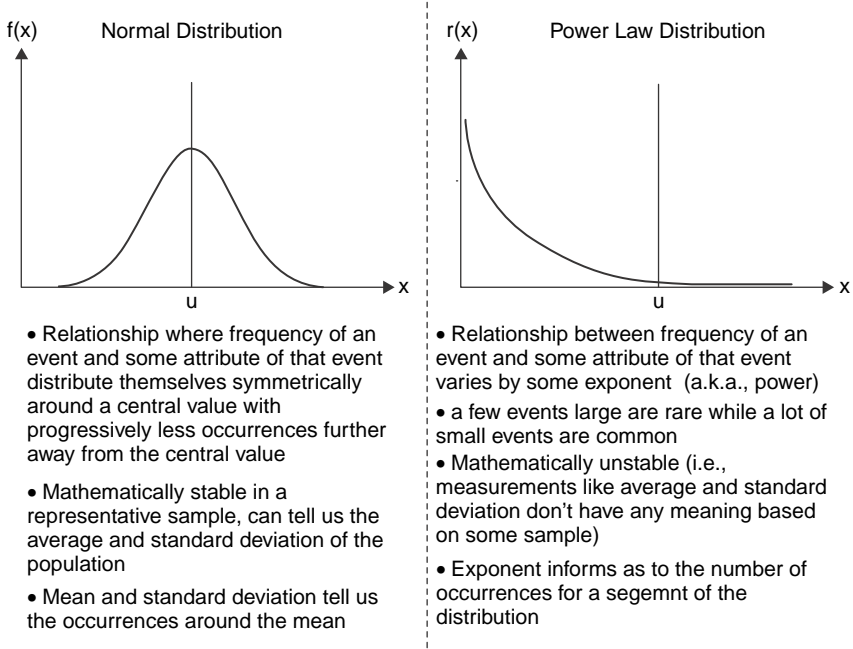 f(x)
Normal Distribution
x
u
• Relationship where frequency of an
event and some attribute of that event
distribute themselves symmetrically
around a central value with
progressively less occurrences further
away from the central value
• Mathematically stable in a
representative sample, can tell us the
average and standard deviation of the
population
• Mean and standard deviation tell us
the occurrences around the mean
r(x)
Power Law Distribution
x
u
• Relationship between frequency of an
event and some attribute of that event
varies by some exponent (a.k.a., power)
• a few events large are rare while a lot of
small events are common
• Mathematically unstable (i.e.,
measurements like average and standard
deviation don't have any meaning based
on some sample)
• Exponent informs as to the number of
occurrences for a segemnt of the
distribution